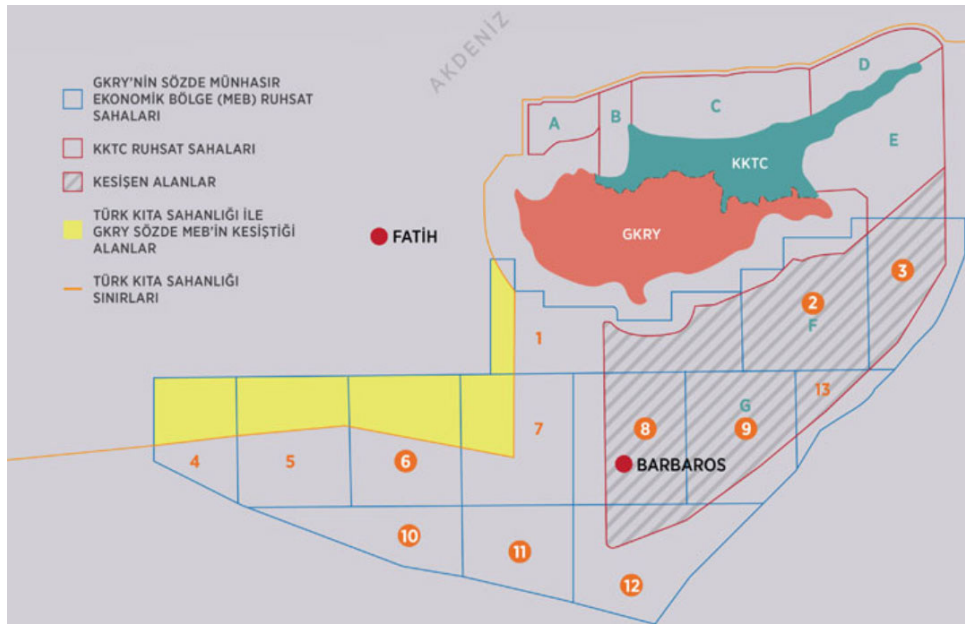 AKDENİZ
GKRY'NİN SÖZDE MÜNHASIR
EKONOMİK BÖLGE (MEB) RUHSAT
SAHALARI
KKTC RUHSAT SAHALARI
KESİŞEN ALANLAR
TÜRK KITA SAHANLIĞI İLE
GKRY SÖZDE MEB'İN KESİŞTİĞİ
ALANLAR
TÜRK KITA SAHANLIĞI
SINIRLARI
D
A
B
C
E
KKTC
GKRY
FATİH
3
2
F
1
13
G
7
8
9
4
5
6
BARBAROS
10
11
12